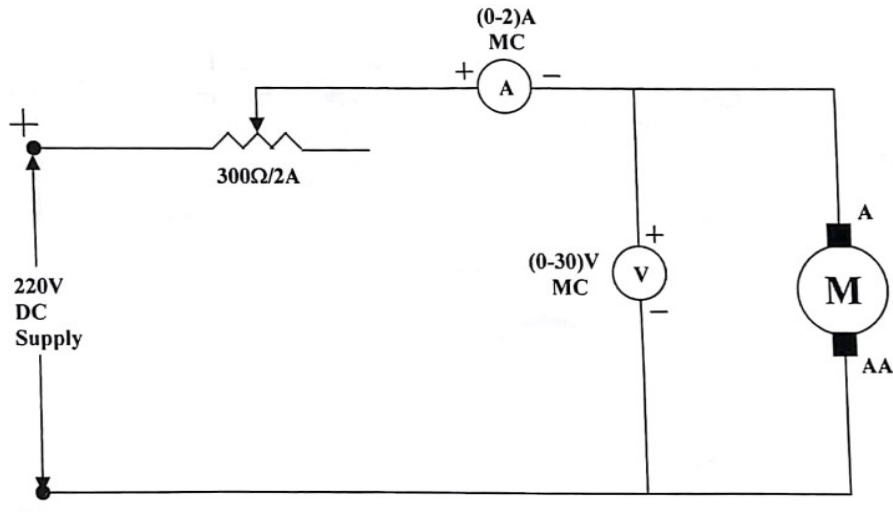 (0-2)A
MC
+
A
−
+
300Ω/2A
A
+
(0-30)V
MC
V
−
M
220V
DC
Supply
AA